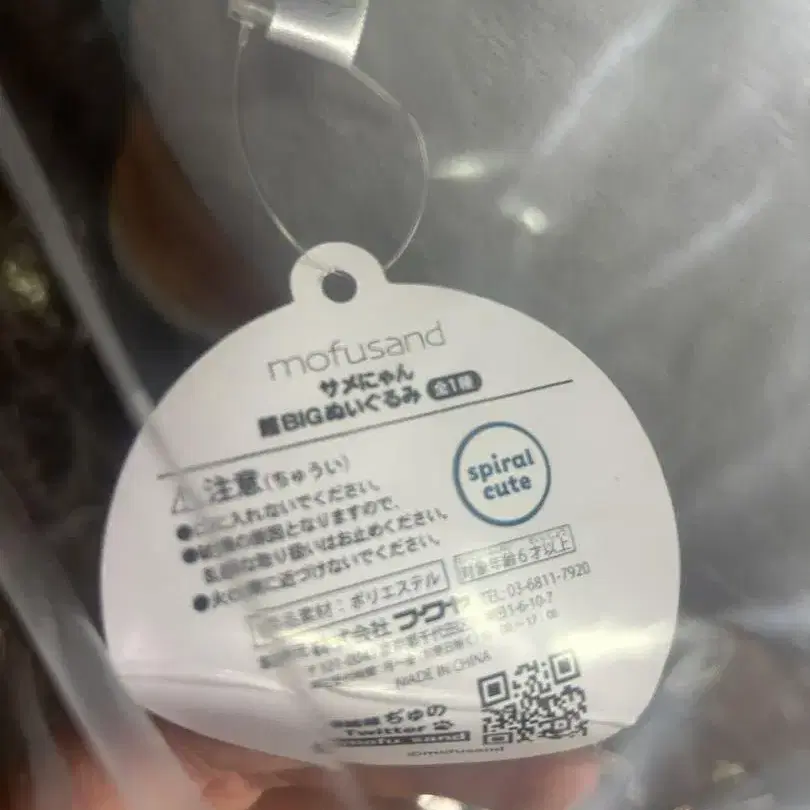 mofusand
サメにゃん
超BIGぬいぐるみ 全1種
spiral
cute
⚠ 注意(ちゅうい)
●口に入れないでください。
●破損の原因となりますので、
乱暴な取り扱いはお止めください。
●火の側に近づけないでください。
商品素材：ポリエステル
対象年齢6才以上
フクヤ TEL: 03-6811-7920
MADE IN CHINA
ぢゅの
Twitter
mofu_sand
©mofusand